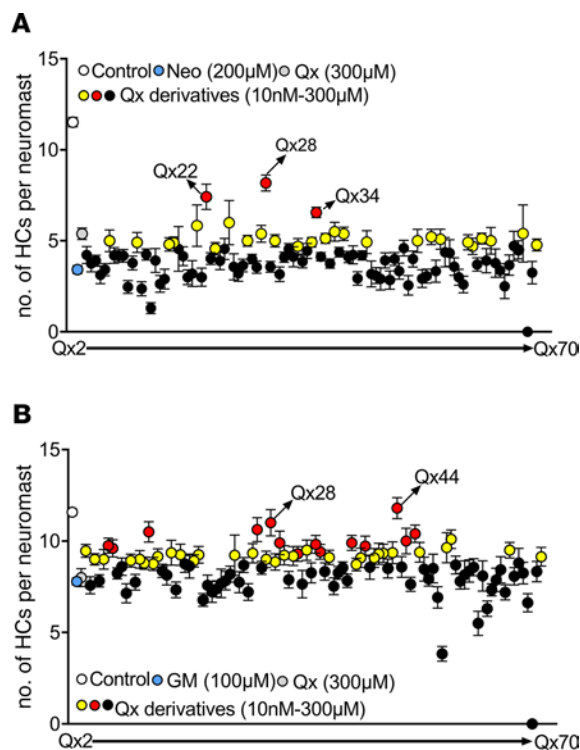 A
15
○Control ●Neo (200µM) ○Qx (300µM)
●●●Qx derivatives (10nM-300µM)
Qx28
10
Qx22
Qx34
no. of HCs per neuromast
5
0
Qx2
Qx70
B
15
Qx44
Qx28
10
no. of HCs per neuromast
5
○Control ●GM (100µM) ○Qx (300µM)
●●●Qx derivatives (10nM-300µM)
0
Qx2
Qx70